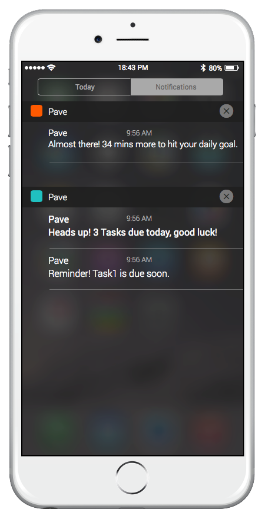 18:43 PM 80%
Today Notifications
Pave
Pave 9:56 AM
Almost there! 34 mins more to hit your daily goal.
Pave
Pave 9:56 AM
Heads up! 3 Tasks due today, good luck!
Pave 9:56 AM
Reminder! Task1 is due soon.